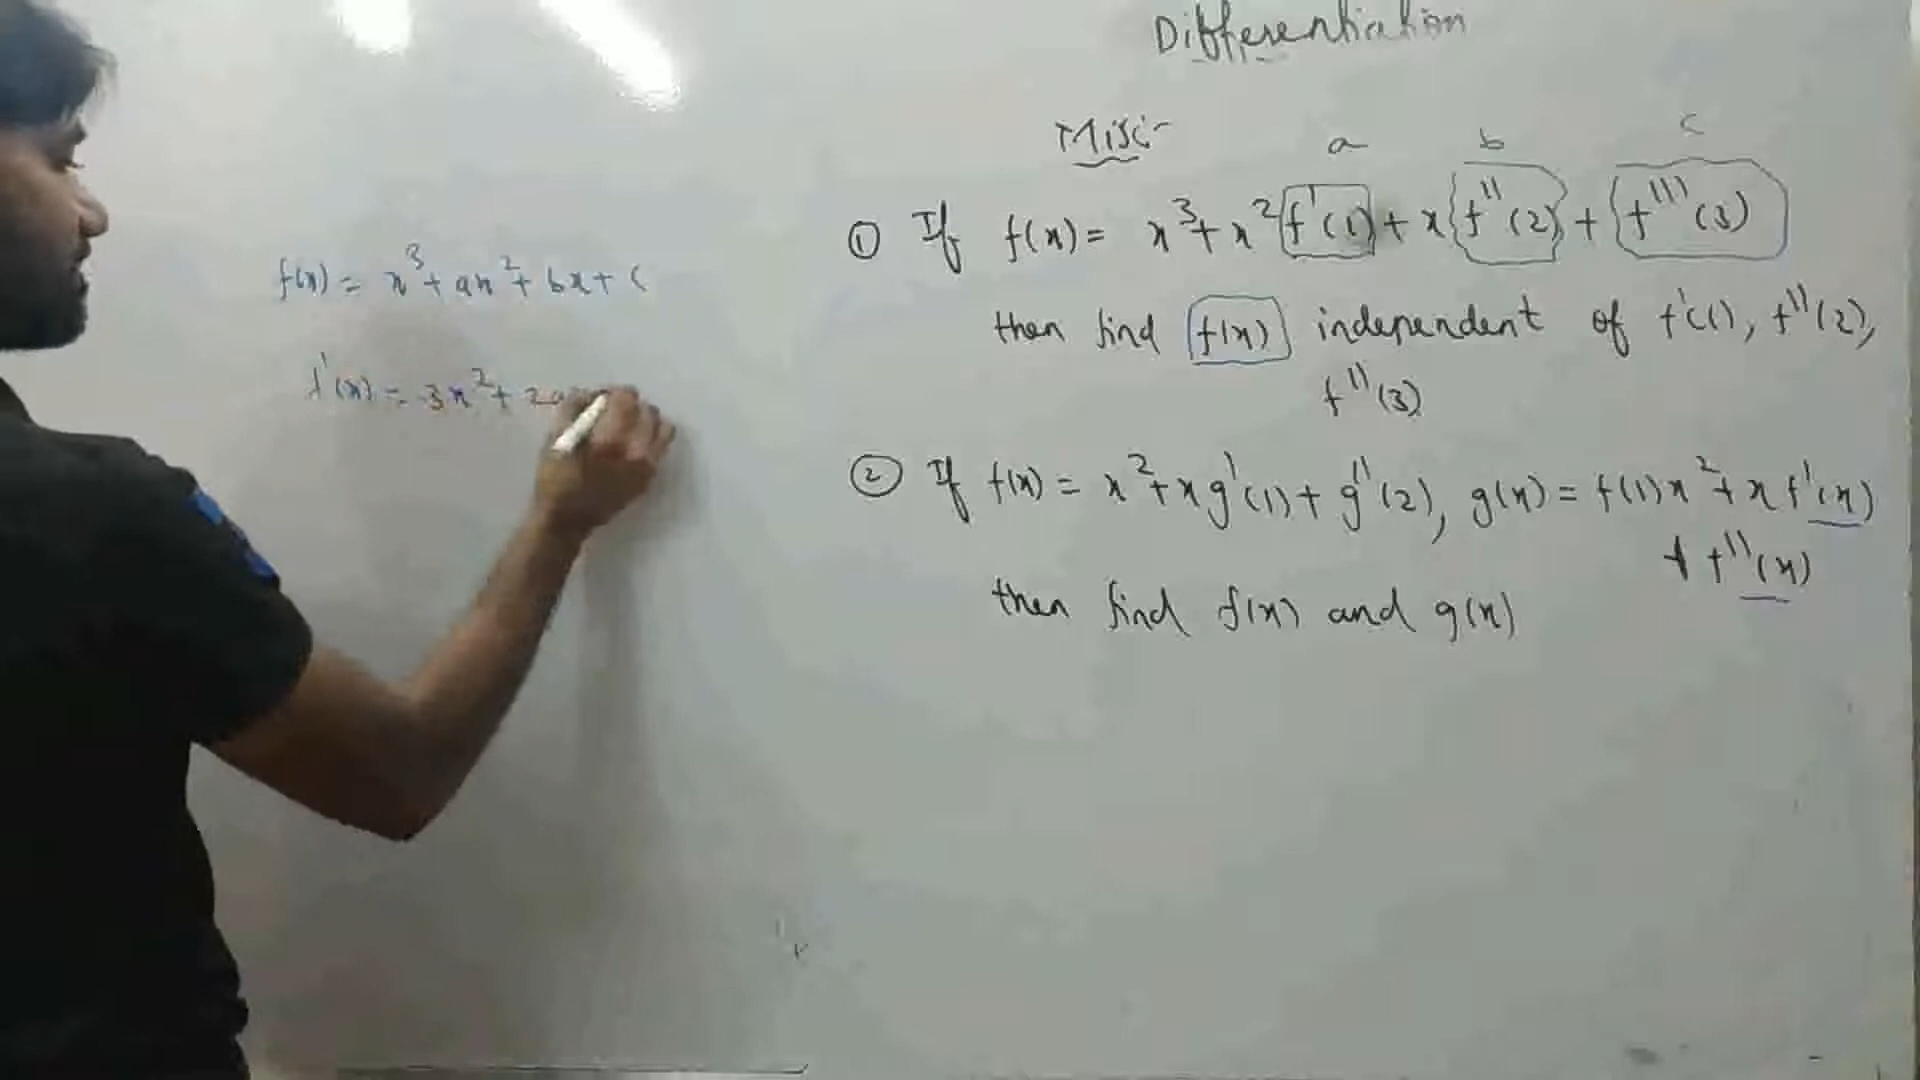 Differentiation
Misc-
a b c
① If f(x) = x³ + x² f'(1) + x f''(2) + f'''(3)
then find f(x) independent of f'(1), f''(2),
f''(3)
② If f(x) = x² + x g'(1) + g''(2), g(x) = f(1)x² + x f'(x)
+ f''(x)
then find f(x) and g(x)
f(x) = x³ + ax² + bx + c
f'(x) = 3x² + 2a